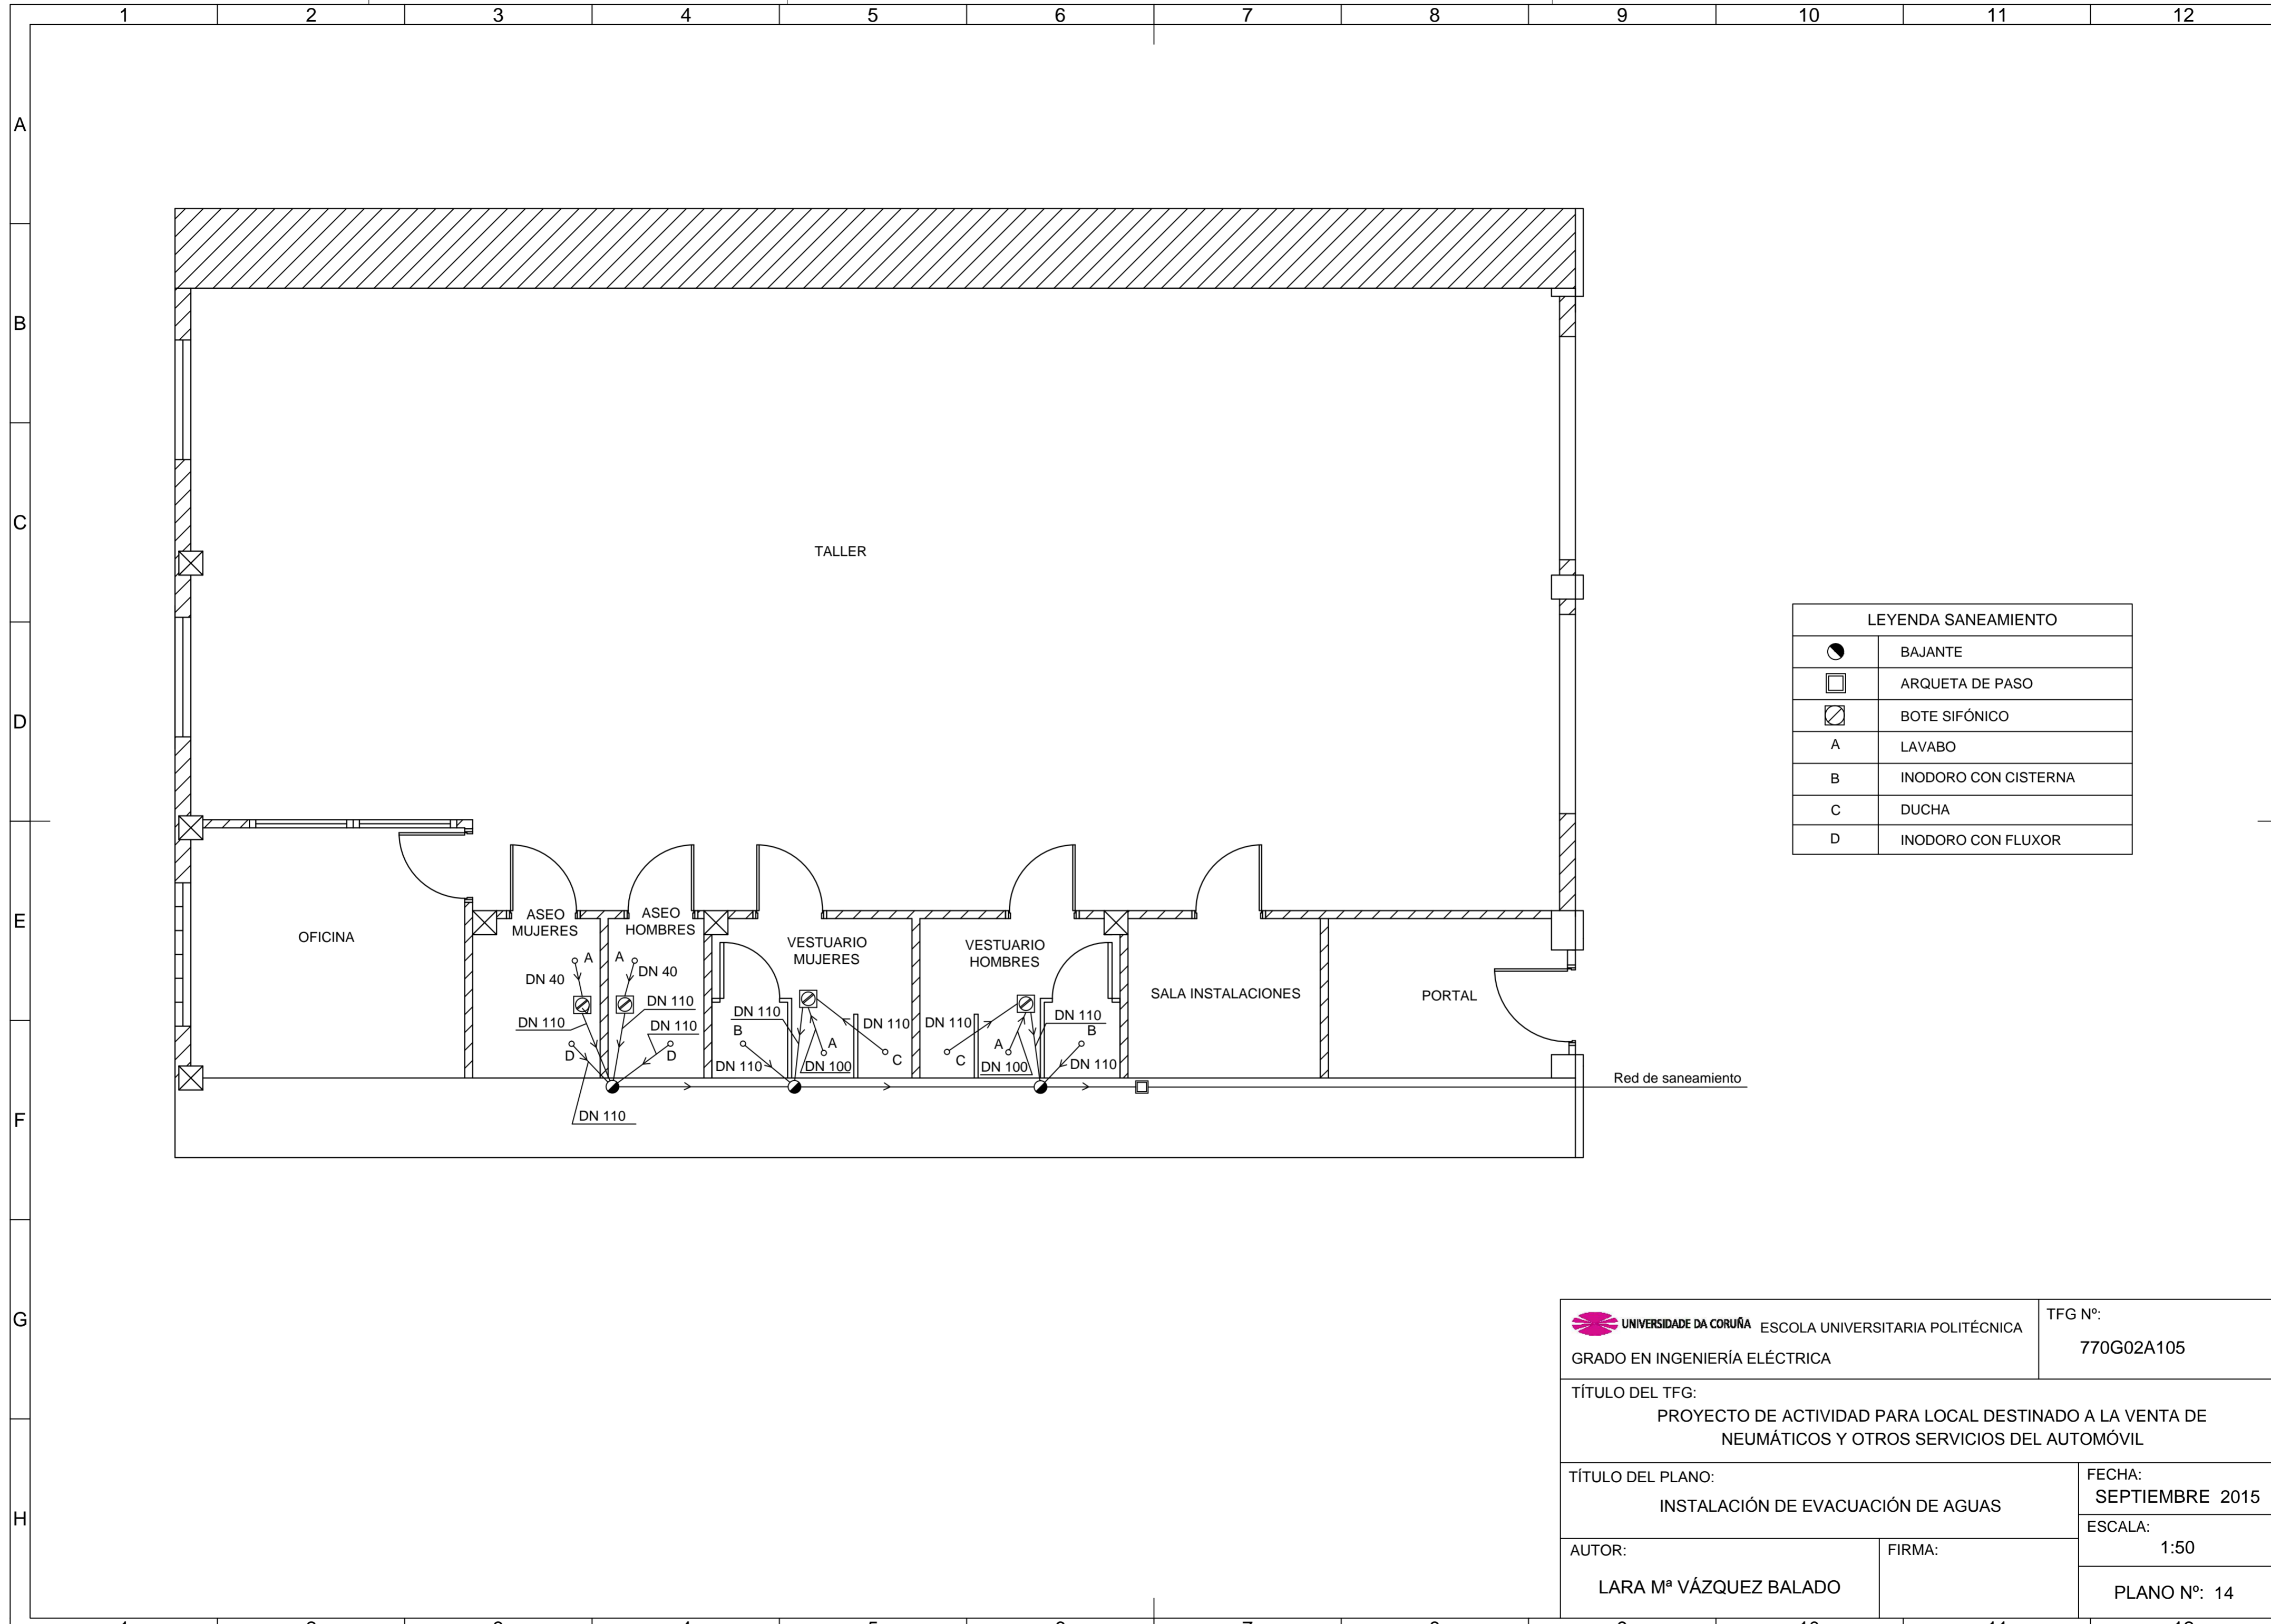 1 2 3 4 5 6 7 8 9 10 11 12
A
B
C
D
E
F
G
H
TALLER
OFICINA
ASEO
MUJERES
ASEO
HOMBRES
VESTUARIO
MUJERES
VESTUARIO
HOMBRES
SALA INSTALACIONES
PORTAL
A
DN 40
DN 110
D
DN 110
A
DN 40
DN 110
DN 110
D
DN 110
B
DN 110
A
DN 100
DN 110
C
DN 110
C
A
DN 100
DN 110
B
DN 110
Red de saneamiento
LEYENDA SANEAMIENTO
BAJANTE
ARQUETA DE PASO
BOTE SIFÓNICO
A LAVABO
B INODORO CON CISTERNA
C DUCHA
D INODORO CON FLUXOR
UNIVERSIDADE DA CORUÑA ESCOLA UNIVERSITARIA POLITÉCNICA
GRADO EN INGENIERÍA ELÉCTRICA
TFG Nº:
770G02A105
TÍTULO DEL TFG:
PROYECTO DE ACTIVIDAD PARA LOCAL DESTINADO A LA VENTA DE
NEUMÁTICOS Y OTROS SERVICIOS DEL AUTOMÓVIL
TÍTULO DEL PLANO:
INSTALACIÓN DE EVACUACIÓN DE AGUAS
FECHA:
SEPTIEMBRE 2015
ESCALA:
1:50
AUTOR:
LARA Mª VÁZQUEZ BALADO
FIRMA:
PLANO Nº: 14